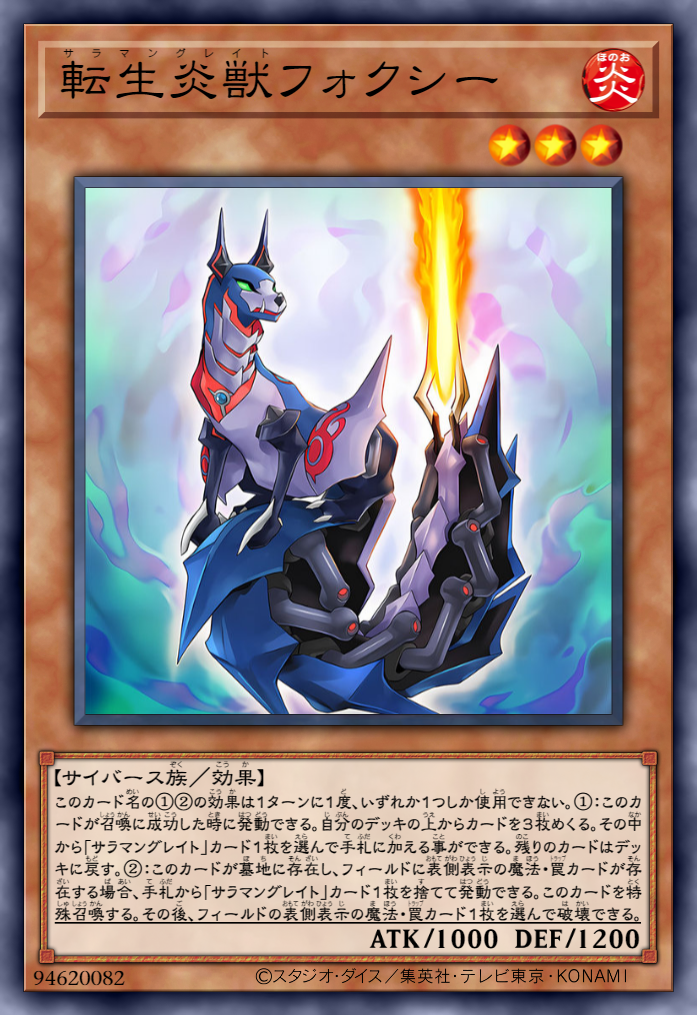 サラマングレイト
転生炎獣フォクシー
ほのお
炎
【サイバース族／効果】
このカード名の①②の効果は1ターンに1度、いずれか1つしか使用できない。①：このカ
ードが召喚に成功した時に発動できる。自分のデッキの上からカードを3枚めくる。その中
から「サラマングレイト」カード1枚を選んで手札に加える事ができる。残りのカードはデッ
キに戻す。②：このカードが墓地に存在し、フィールドに表側表示の魔法・罠カードが存
在する場合、手札から「サラマングレイト」カード1枚を捨てて発動できる。このカードを特
殊召喚する。その後、フィールドの表側表示の魔法・罠カード1枚を選んで破壊できる。
ATK/1000 DEF/1200
94620082
©スタジオ・ダイス／集英社・テレビ東京・KONAMI